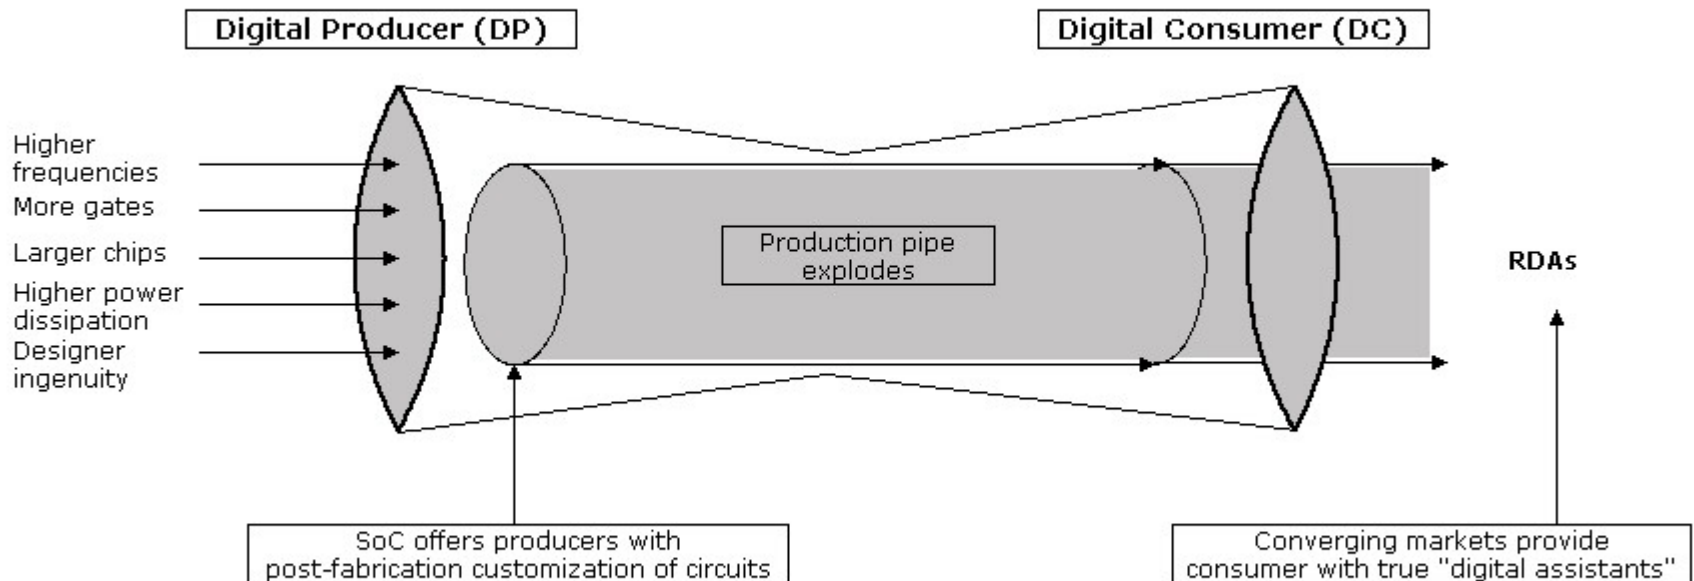 Digital Producer (DP)
Digital Consumer (DC)
Higher
frequencies
More gates
Larger chips
Higher power
dissipation
Designer
ingenuity
Production pipe
explodes
RDAs
SoC offers producers with
post-fabrication customization of circuits
Converging markets provide
consumer with true "digital assistants"